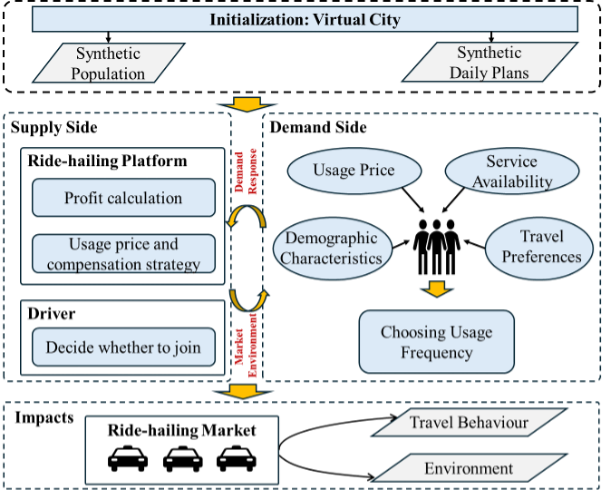 Initialization: Virtual City
Synthetic
Population
Synthetic
Daily Plans
Supply Side
Ride-hailing Platform
Profit calculation
Usage price and
compensation strategy
Driver
Decide whether to join
Demand
Response
Market
Environment
Demand Side
Usage Price
Service
Availability
Demographic
Characteristics
Travel
Preferences
Choosing Usage
Frequency
Impacts
Ride-hailing Market
Travel Behaviour
Environment